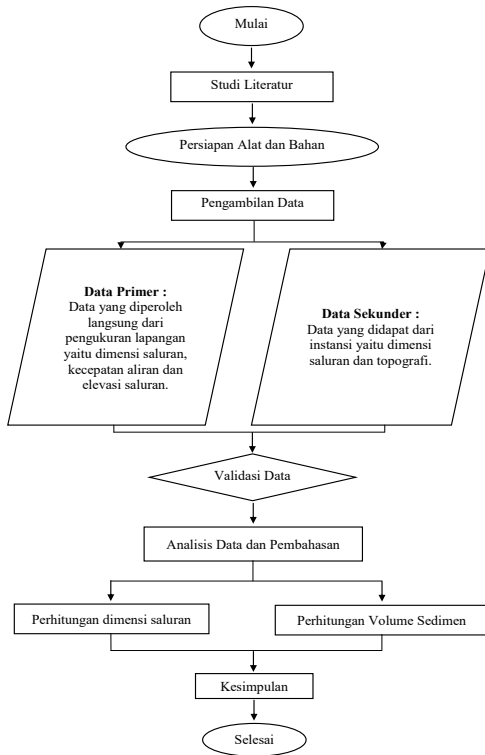 Mulai
Studi Literatur
Persiapan Alat dan Bahan
Pengambilan Data
Data Primer :
Data yang diperoleh
langsung dari
pengukuran lapangan
yaitu dimensi saluran,
kecepatan aliran dan
elevasi saluran.
Data Sekunder :
Data yang didapat dari
instansi yaitu dimensi
saluran dan topografi.
Validasi Data
Analisis Data dan Pembahasan
Perhitungan dimensi saluran
Perhitungan Volume Sedimen
Kesimpulan
Selesai